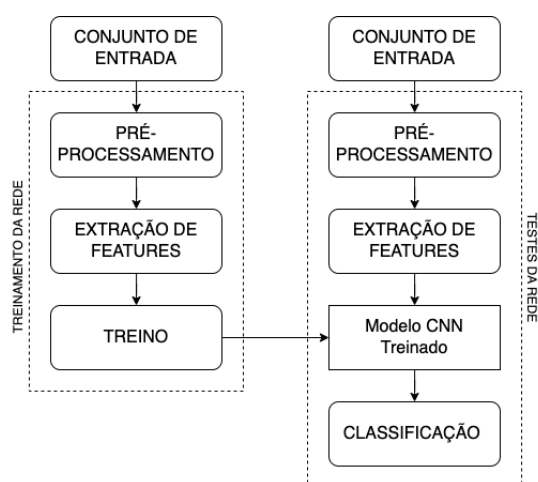 CONJUNTO DE
ENTRADA
PRÉ-
PROCESSAMENTO
EXTRAÇÃO DE
FEATURES
TREINO
TREINAMENTO DA REDE
CONJUNTO DE
ENTRADA
PRÉ-
PROCESSAMENTO
EXTRAÇÃO DE
FEATURES
Modelo CNN
Treinado
CLASSIFICAÇÃO
TESTES DA REDE